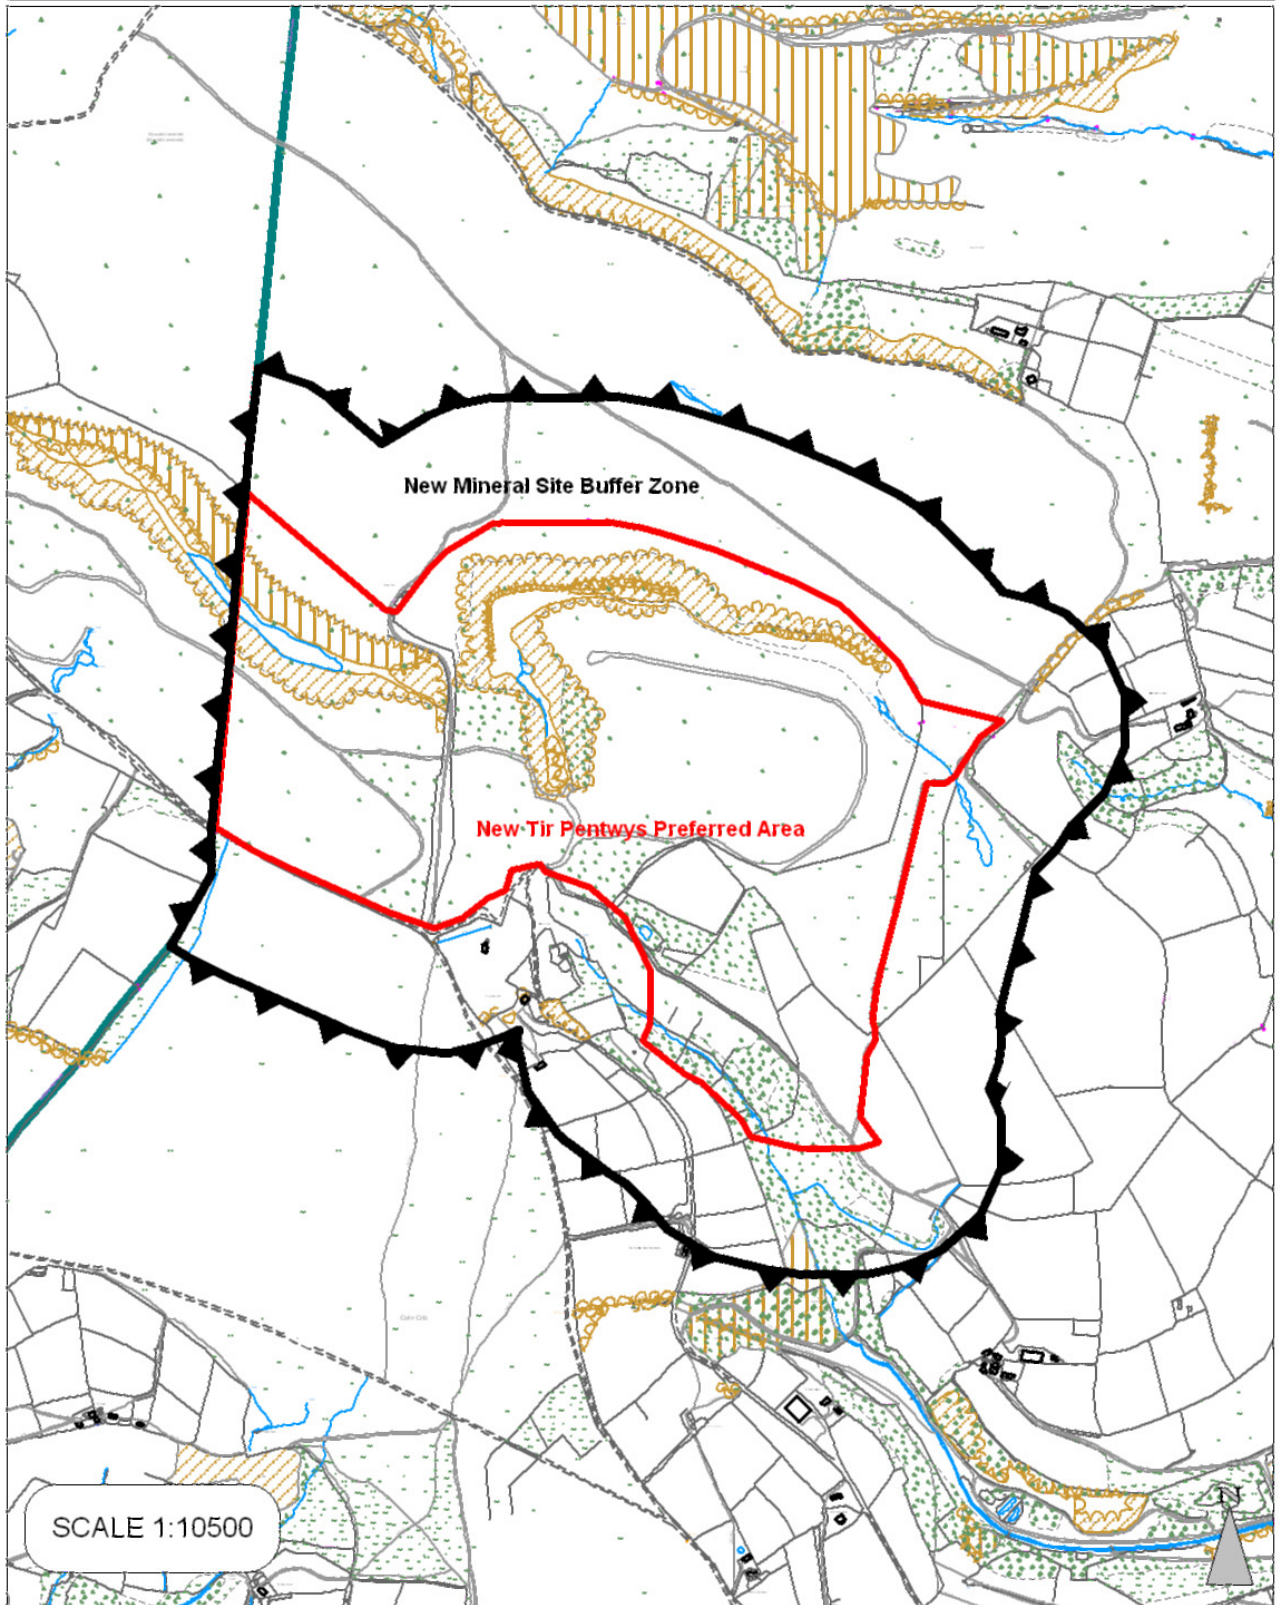 New Mineral Site Buffer Zone
New Tir Pentwys Preferred Area
SCALE 1:10500
N